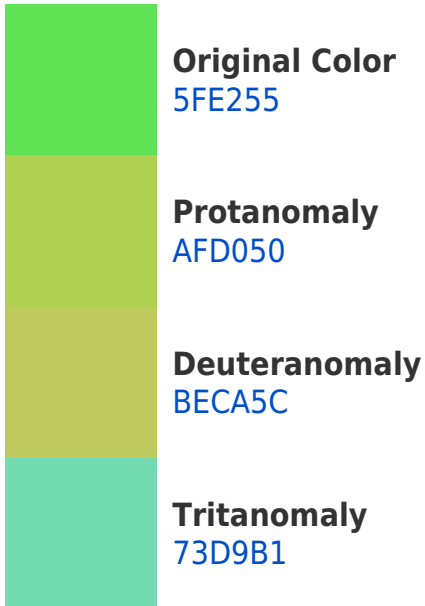 Original Color
5FE255
Protanomaly
AFD050
Deuteranomaly
BECA5C
Tritanomaly
73D9B1